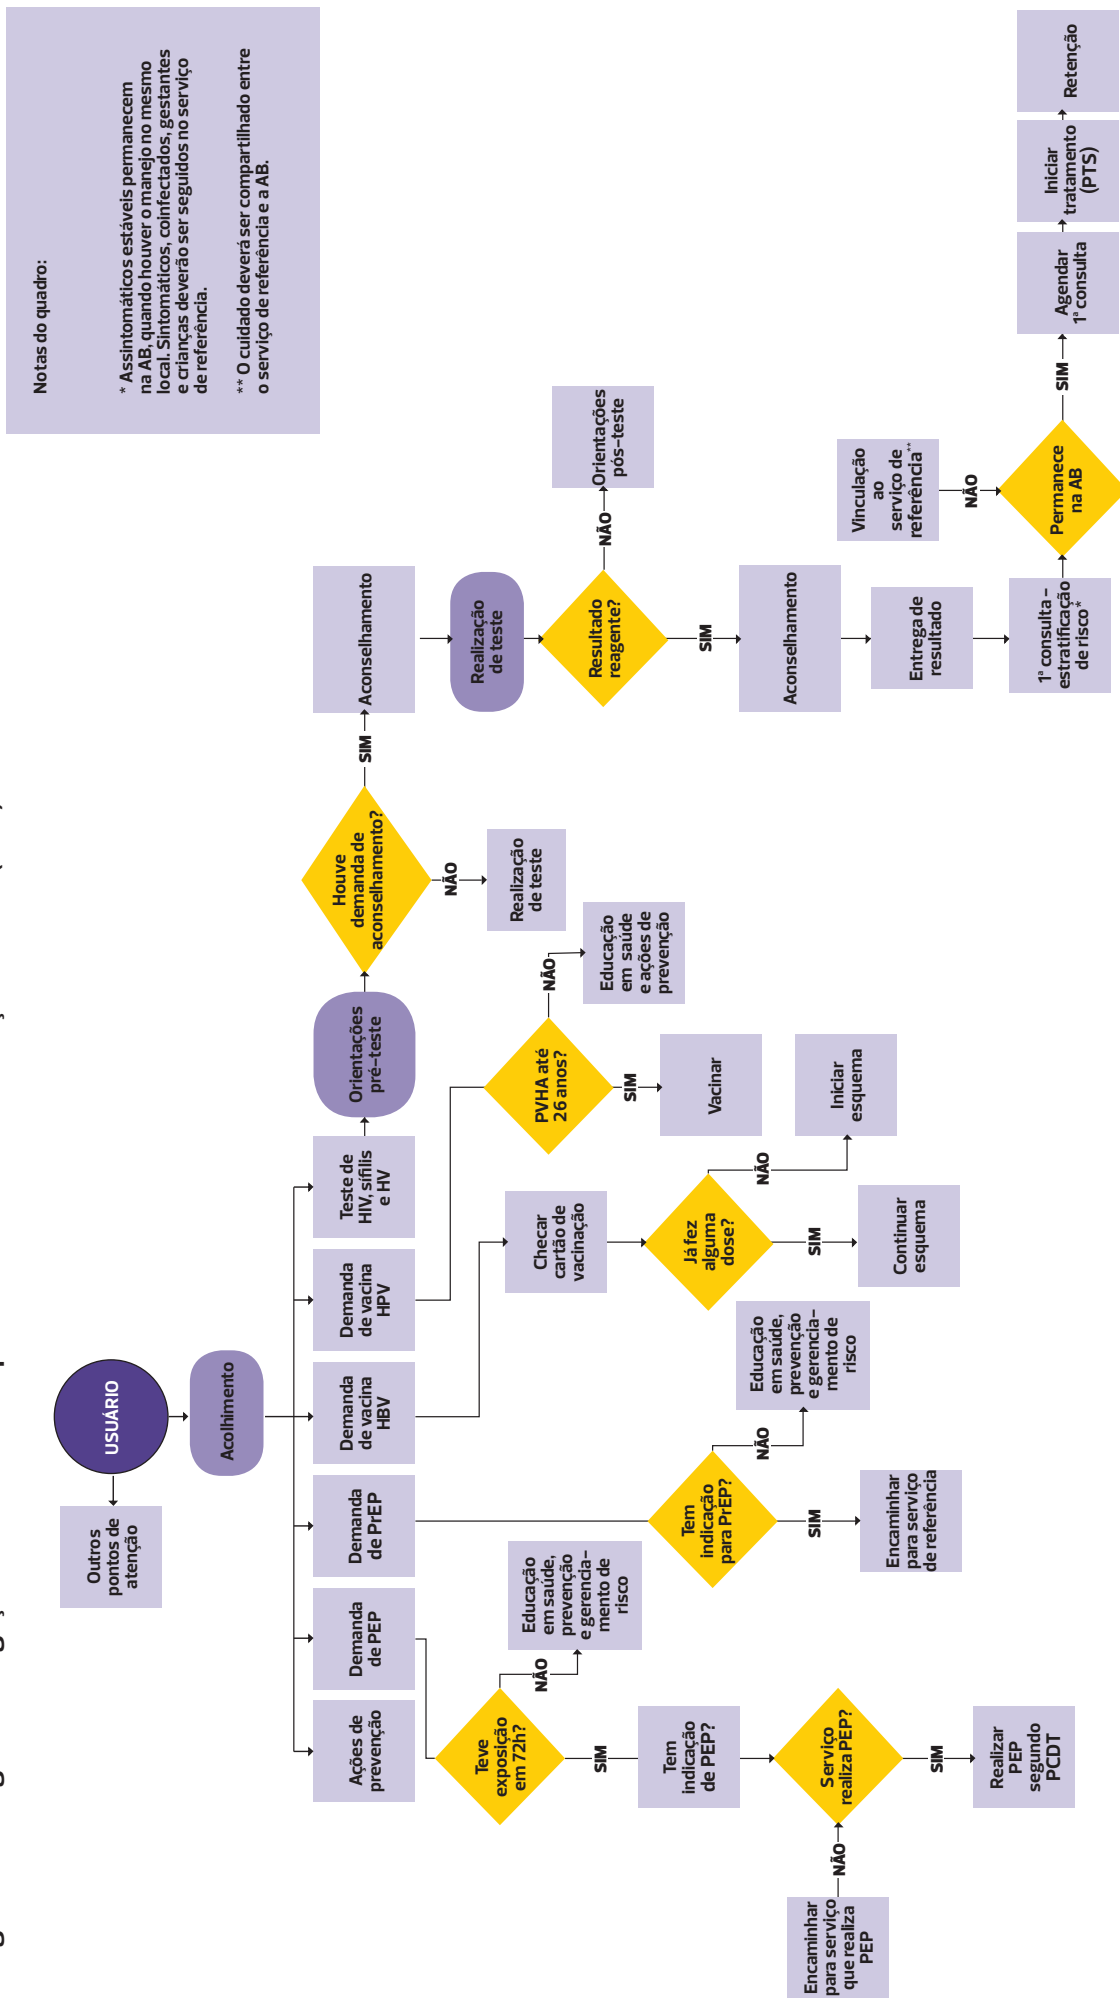 Notas do quadro:
* Assintomáticos estáveis permanecem
na AB, quando houver o manejo no mesmo
local. Sintomáticos, coinfectados, gestantes
e crianças deverão ser seguidos no serviço
de referência.
** O cuidado deverá ser compartilhado entre
o serviço de referência e a AB.
USUÁRIO
Outros
pontos de
atenção
Acolhimento
Ações de
prevenção
Demanda
de PEP
Demanda
de PrEP
Demanda
de vacina
HBV
Demanda
de vacina
HPV
Teste de
HIV, sífilis
e HV
Orientações
pré-teste
Houve
demanda de
aconselhamento?
SIM
Aconselhamento
NÃO
Realização
de teste
Realização
de teste
Resultado
reagente?
NÃO
Orientações
pós-teste
SIM
Aconselhamento
Entrega de
resultado
1ª consulta –
estratificação
de risco*
Permanece
na AB
NÃO
Vinculação
ao
serviço de
referência**
SIM
Agendar
1ª consulta
Iniciar
tratamento
(PTS)
Retenção
PVHA até
26 anos?
NÃO
Educação
em saúde
e ações de
prevenção
SIM
Vacinar
Checar
cartão de
vacinação
Já fez
alguma
dose?
NÃO
Iniciar
esquema
SIM
Continuar
esquema
Tem
indicação
para PrEP?
NÃO
Educação
em saúde,
prevenção
e gerencia-
mento de
risco
SIM
Encaminhar
para serviço
de referência
Teve
exposição
em 72h?
NÃO
Educação
em saúde,
prevenção
e gerencia-
mento de
risco
SIM
Tem
indicação
de PEP?
Serviço
realiza PEP?
NÃO
Encaminhar
para serviço
que realiza
PEP
SIM
Realizar
PEP
segundo
PCDT